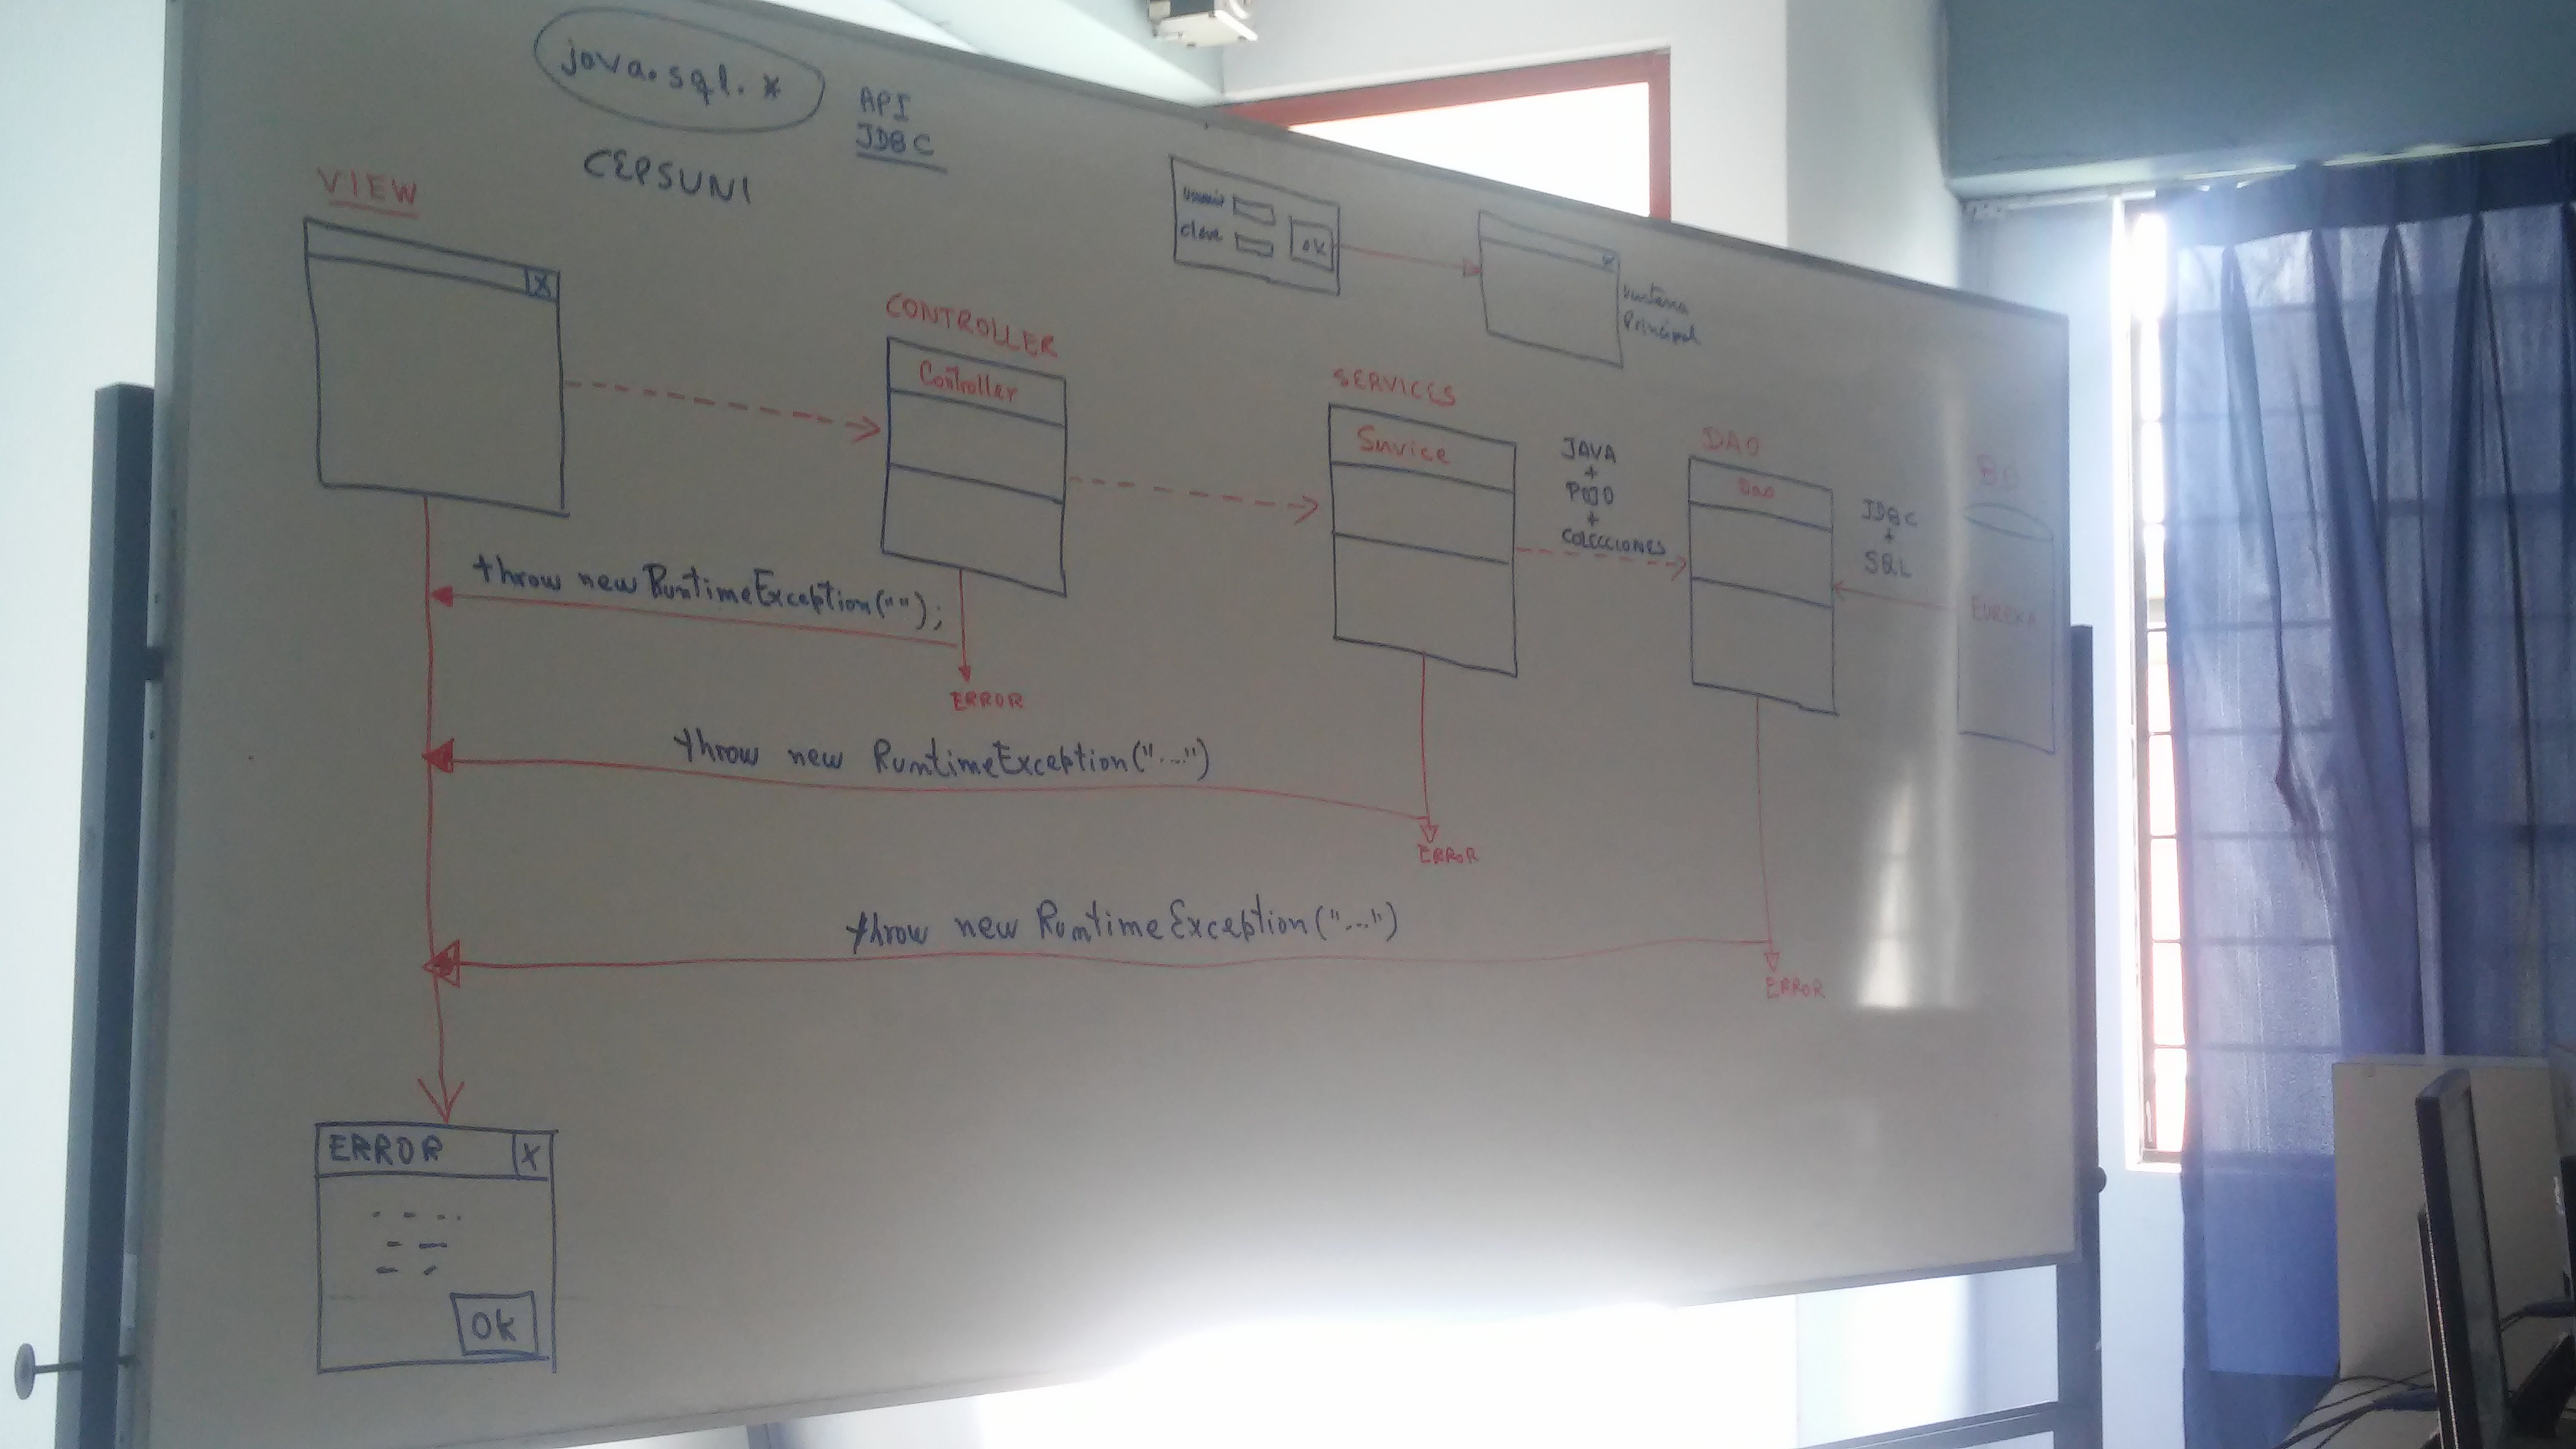 java.sql.*
API
JDBC
CEPSUNI
VIEW
X
usuario
clave
OK
x
Ventana
Principal
CONTROLLER
Controller
SERVICES
Service
JAVA
+
POJO
+
COLECCIONES
DAO
Dao
JDBC
+
SQL
BD
EUREKA
throw new RuntimeException("");
ERROR
throw new RuntimeException("...")
ERROR
throw new RuntimeException("...")
ERROR
ERROR X
OK